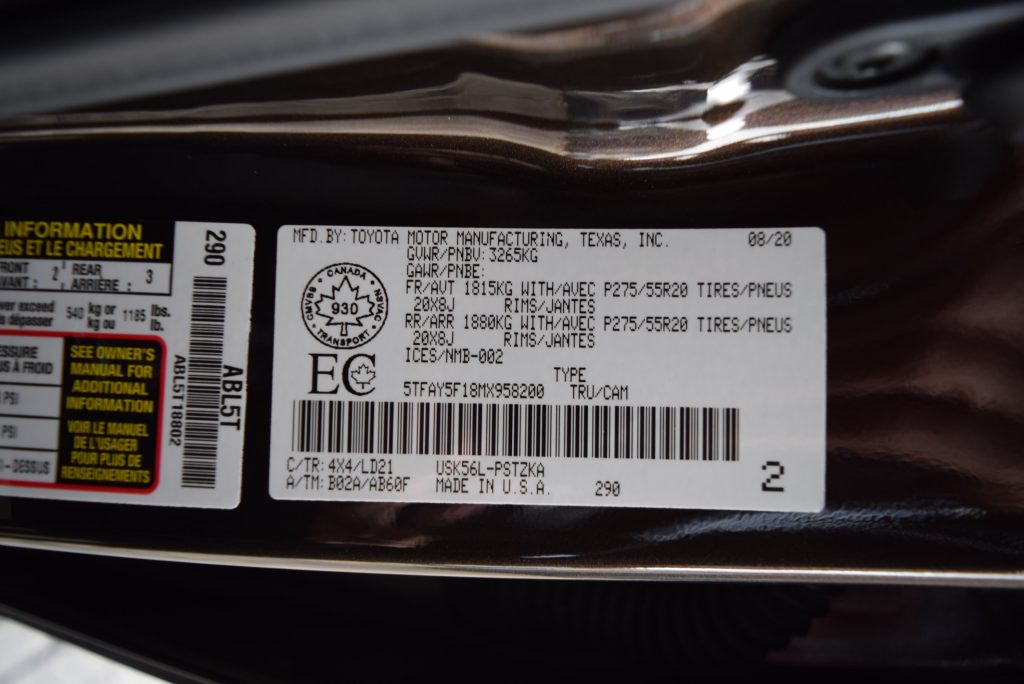 INFORMATION
EUS ET LE CHARGEMENT
FRONT
AVANT : 2
REAR
ARRIÈRE : 3
exceed
dépasser
540 kg or 1185 lbs.
kg ou lb.
À FROID
PSI
PSI
- DESSUS
SEE OWNER'S
MANUAL FOR
ADDITIONAL
INFORMATION
VOIR LE MANUEL
DE L'USAGER
POUR PLUS DE
RENSEIGNEMENTS
290
ABL5T18802
ABL5T
MFD.BY: TOYOTA MOTOR MANUFACTURING, TEXAS, INC. 08/20
GVWR/PNBV: 3265KG
GAWR/PNBE:
FR/AVT 1815KG WITH/AVEC P275/55R20 TIRES/PNEUS
20X8J RIMS/JANTES
RR/ARR 1880KG WITH/AVEC P275/55R20 TIRES/PNEUS
20X8J RIMS/JANTES
ICES/NMB-002
CANADA
930
TRANSPORT
EC
TYPE
5TFAY5F18MX958200 TRU/CAM
C/TR: 4X4/LD21 USK56L-PSTZKA
A/TM: B02A/AB60F MADE IN U.S.A. 290
2